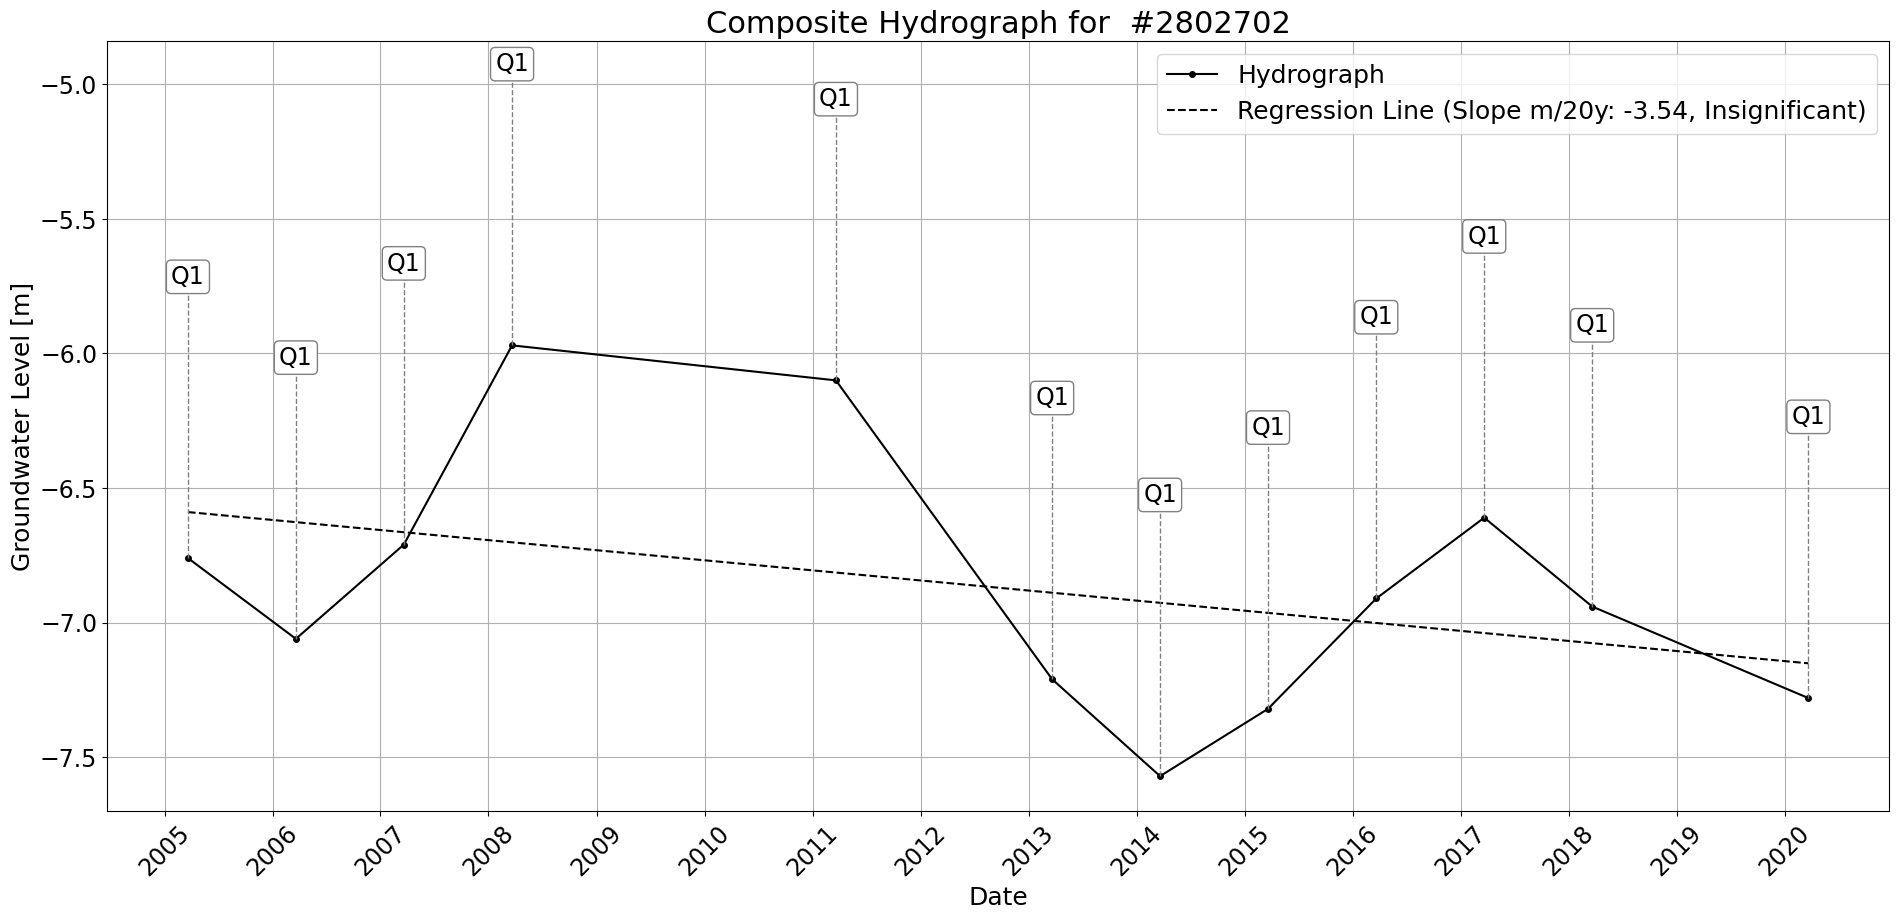 Composite Hydrograph for  #2802702
Hydrograph
Regression Line (Slope m/20y: -3.54, Insignificant)
Groundwater Level [m]
−5.0
−5.5
−6.0
−6.5
−7.0
−7.5
Q1
Q1
Q1
Q1
Q1
Q1
Q1
Q1
Q1
Q1
Q1
Q1
2005
2006
2007
2008
2009
2010
2011
2012
2013
2014
2015
2016
2017
2018
2019
2020
Date